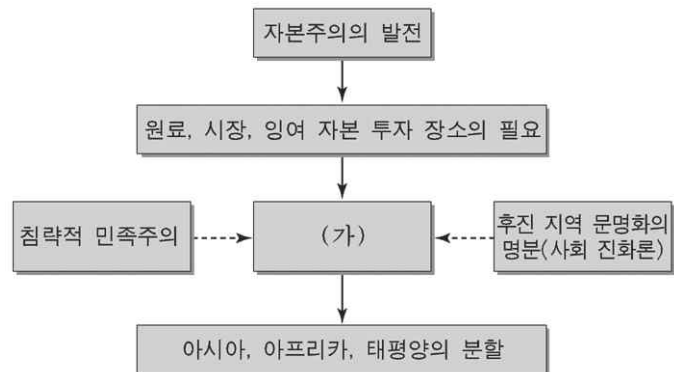 자본주의의 발전
원료, 시장, 잉여 자본 투자 장소의 필요
침략적 민족주의
(가)
후진 지역 문명화의
명분(사회 진화론)
아시아, 아프리카, 태평양의 분할